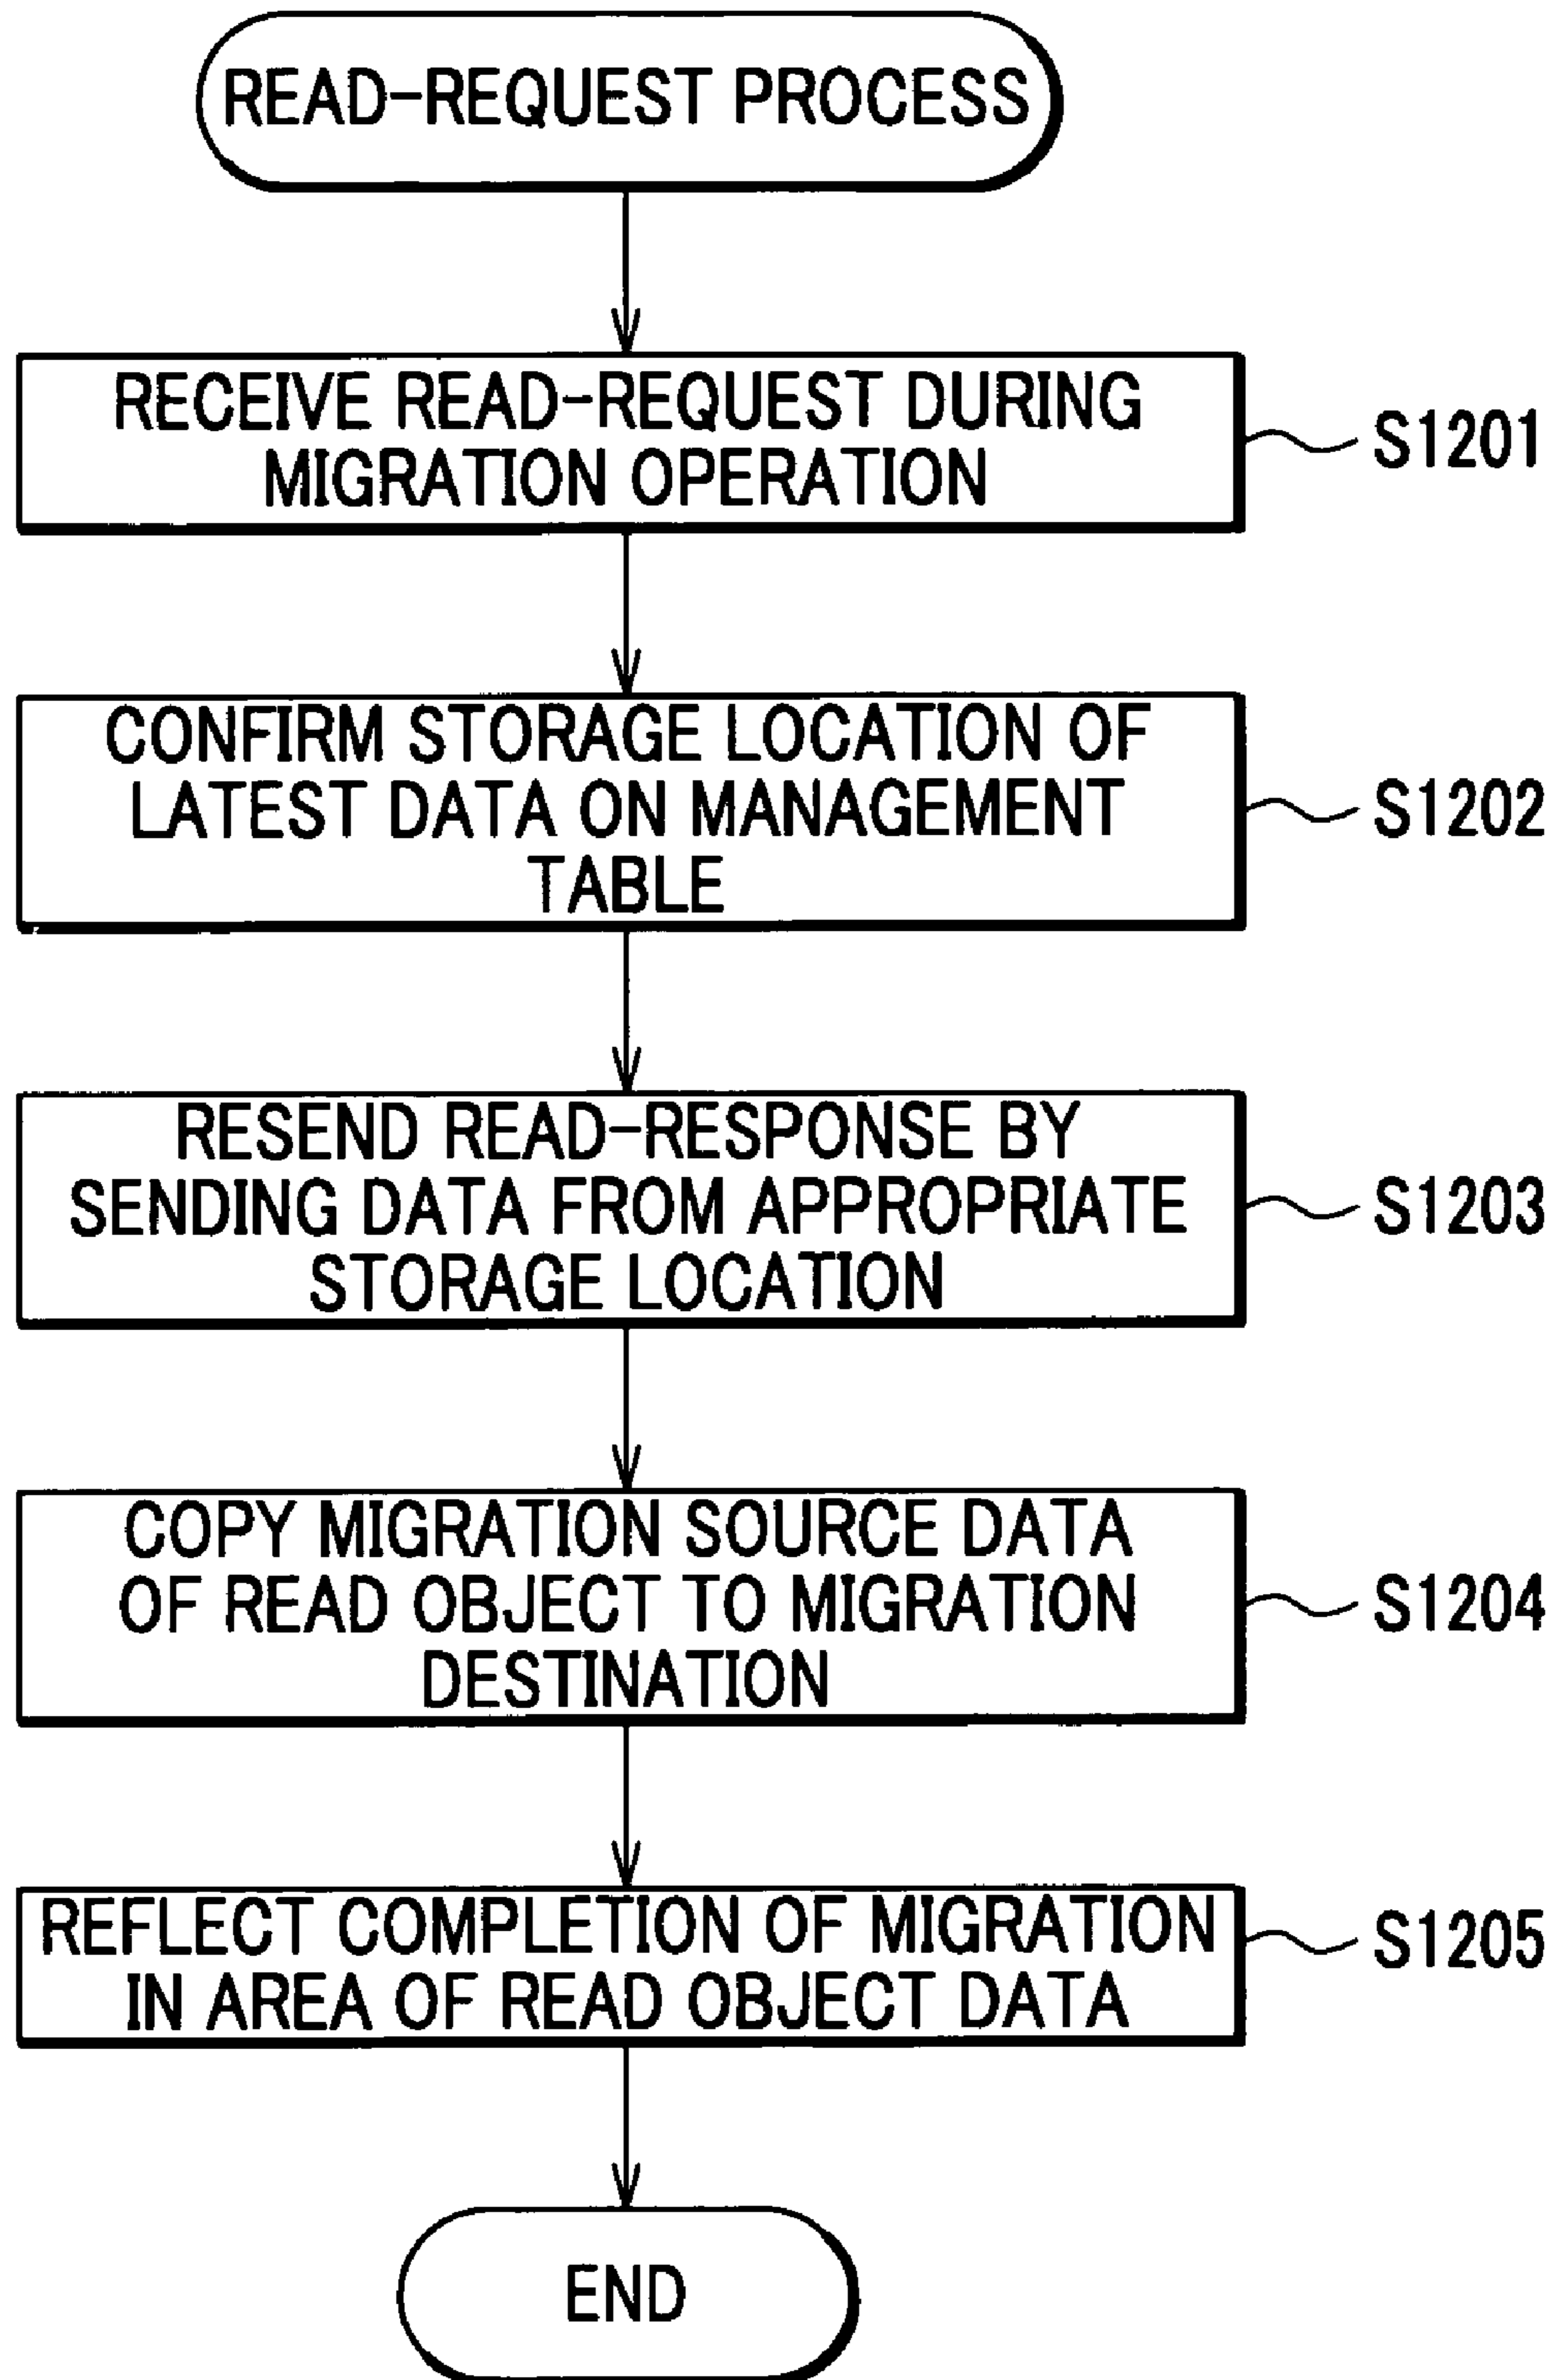 READ-REQUEST PROCESS
RECEIVE READ-REQUEST DURING
MIGRATION OPERATION
S1201
CONFIRM STORAGE LOCATION OF
LATEST DATA ON MANAGEMENT
TABLE
S1202
RESEND READ-RESPONSE BY
SENDING DATA FROM APPROPRIATE
STORAGE LOCATION
S1203
COPY MIGRATION SOURCE DATA
OF READ OBJECT TO MIGRATION
DESTINATION
S1204
REFLECT COMPLETION OF MIGRATION
IN AREA OF READ OBJECT DATA
S1205
END